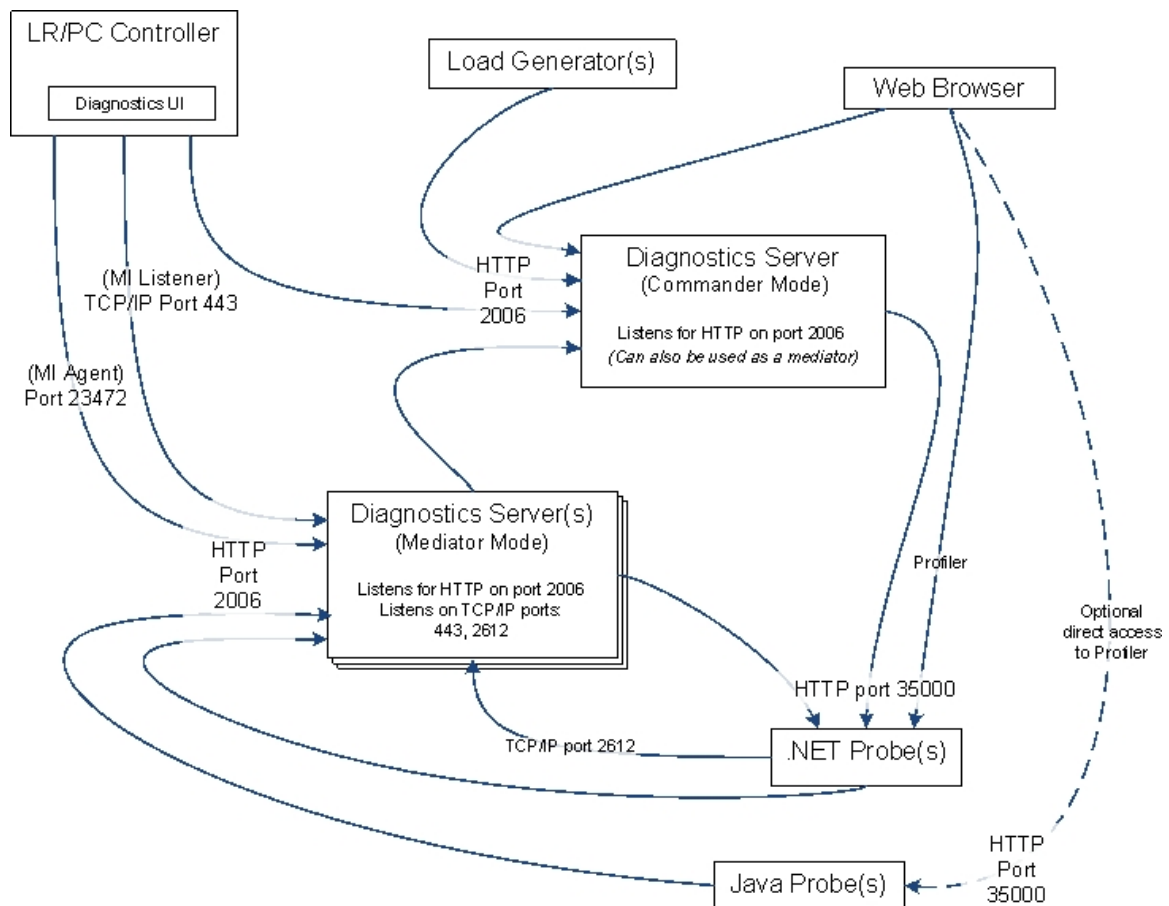 LR/PC Controller
Diagnostics UI
Load Generator(s)
Web Browser
(MI Listener)
TCP/IP Port 443
(MI Agent)
Port 23472
HTTP
Port
2006
Diagnostics Server
(Commander Mode)
Listens for HTTP on port 2006
(Can also be used as a mediator)
HTTP
Port
2006
Diagnostics Server(s)
(Mediator Mode)
Listens for HTTP on port 2006
Listens on TCP/IP ports:
443, 2612
Profiler
Optional
direct access
to Profiler
HTTP port 35000
TCP/IP port 2612
.NET Probe(s)
Java Probe(s)
HTTP
Port
35000